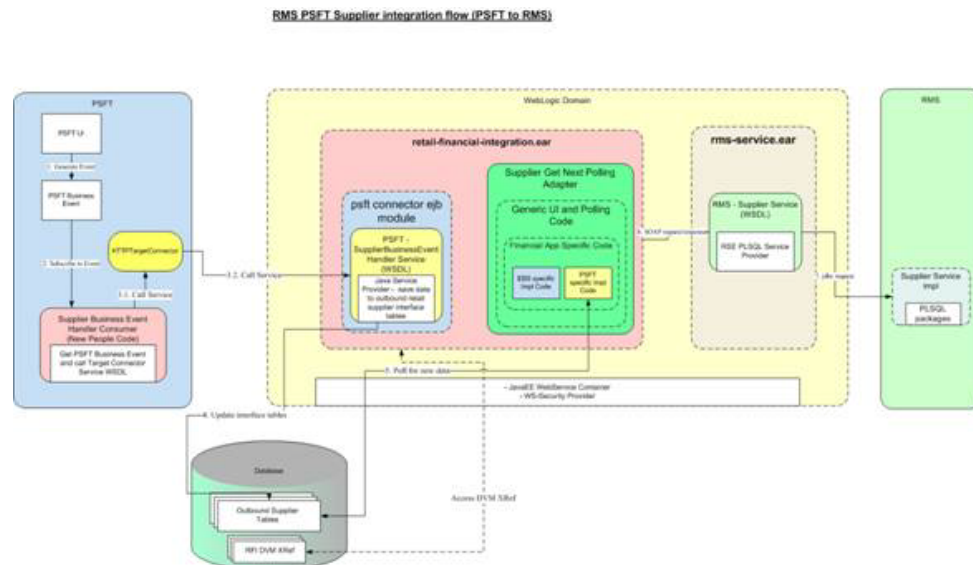 RMS PSFT Supplier integration flow (PSFT to RMS)
PSFT
PSFT UI
1. Generate Event
PSFT Business
Event
2. Subscribe to Event
HTTPTargetConnector
3.1. Call Service
Supplier Business Event
Handler Consumer
(New People Code)
Get PSFT Business Event
and call Target Connector
Service WSDL
3.2. Call Service
WebLogic Domain
retail-financial-integration.ear
psft connector ejb
module
PSFT -
SupplierBusinessEvent
Handler Service
(WSDL)
Java Service
Provider - save data
to outbound retail
supplier interface
tables
Supplier Get Next Polling
Adapter
Generic UI and Polling
Code
Financial App Specific Code
EBS specific
Impl Code
PSFT
specific Impl
Code
5. Poll for new data
6. SOAP request/response
rms-service.ear
RMS - Supplier Service
(WSDL)
RSE PLSQL Service
Provider
- JavaEE WebService Container
- WS-Security Provider
RMS
Supplier Service
Impl
PLSQL
packages
4. Update interface tables
Database
Outbound Supplier
Tables
RFI DVM XRef
Access DVM XRef